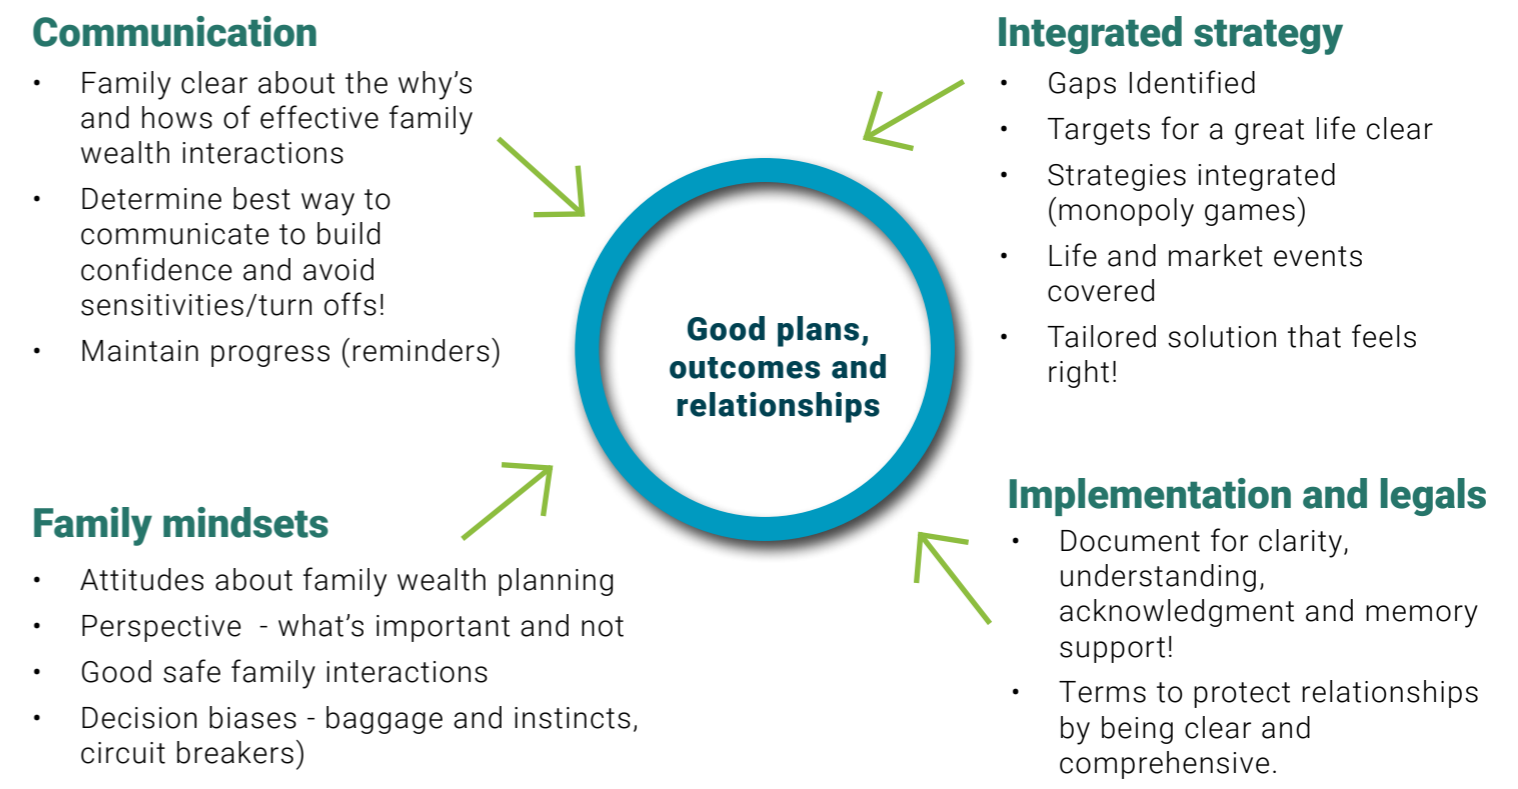 Communication
• Family clear about the why's
and hows of effective family
wealth interactions
• Determine best way to
communicate to build
confidence and avoid
sensitivities/turn offs!
• Maintain progress (reminders)
Integrated strategy
• Gaps Identified
• Targets for a great life clear
• Strategies integrated
(monopoly games)
• Life and market events
covered
• Tailored solution that feels
right!
Good plans,
outcomes and
relationships
Family mindsets
• Attitudes about family wealth planning
• Perspective  - what's important and not
• Good safe family interactions
• Decision biases - baggage and instincts,
circuit breakers)
Implementation and legals
• Document for clarity,
understanding,
acknowledgment and memory
support!
• Terms to protect relationships
by being clear and
comprehensive.